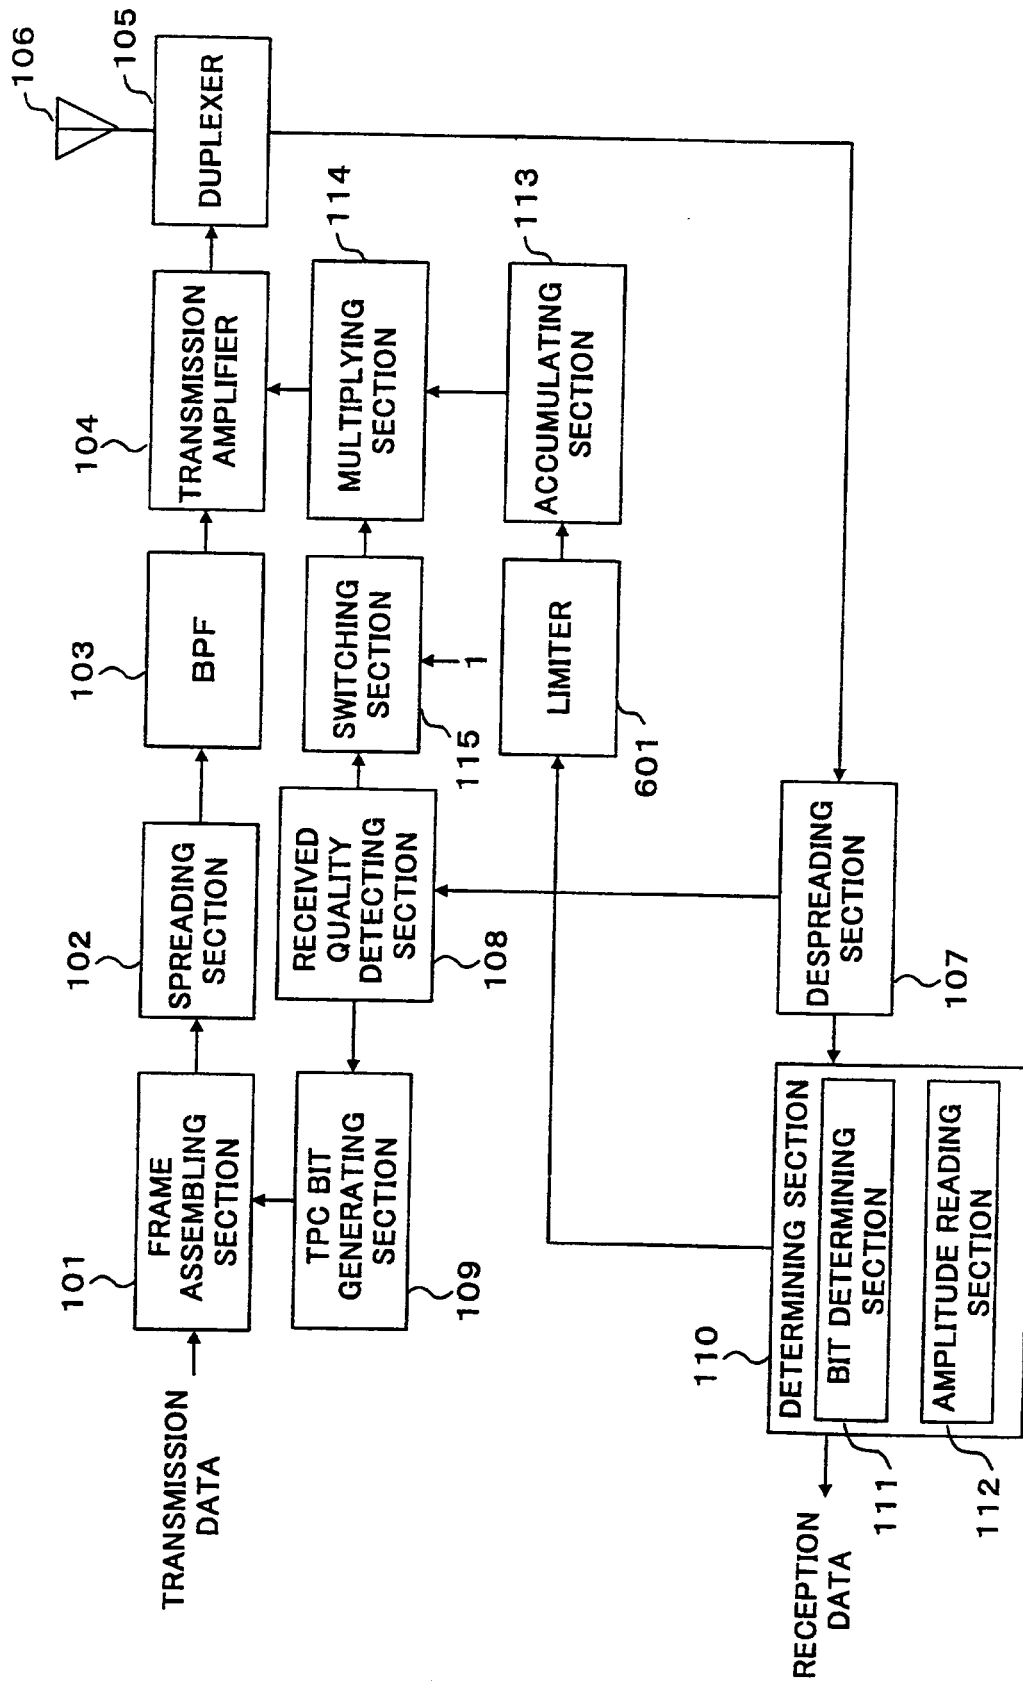 106
105
DUPLEXER
104
TRANSMISSION
AMPLIFIER
103
BPF
102
SPREADING
SECTION
101
FRAME
ASSEMBLING
SECTION
TRANSMISSION
DATA
114
MULTIPLYING
SECTION
SWITCHING
SECTION
115
1
RECEIVED
QUALITY
DETECTING
SECTION
108
TPC BIT
GENERATING
SECTION
109
113
ACCUMULATING
SECTION
LIMITER
601
DESPREADING
SECTION
107
110
DETERMINING SECTION
BIT DETERMINING
SECTION
111
AMPLITUDE READING
SECTION
112
RECEPTION
DATA